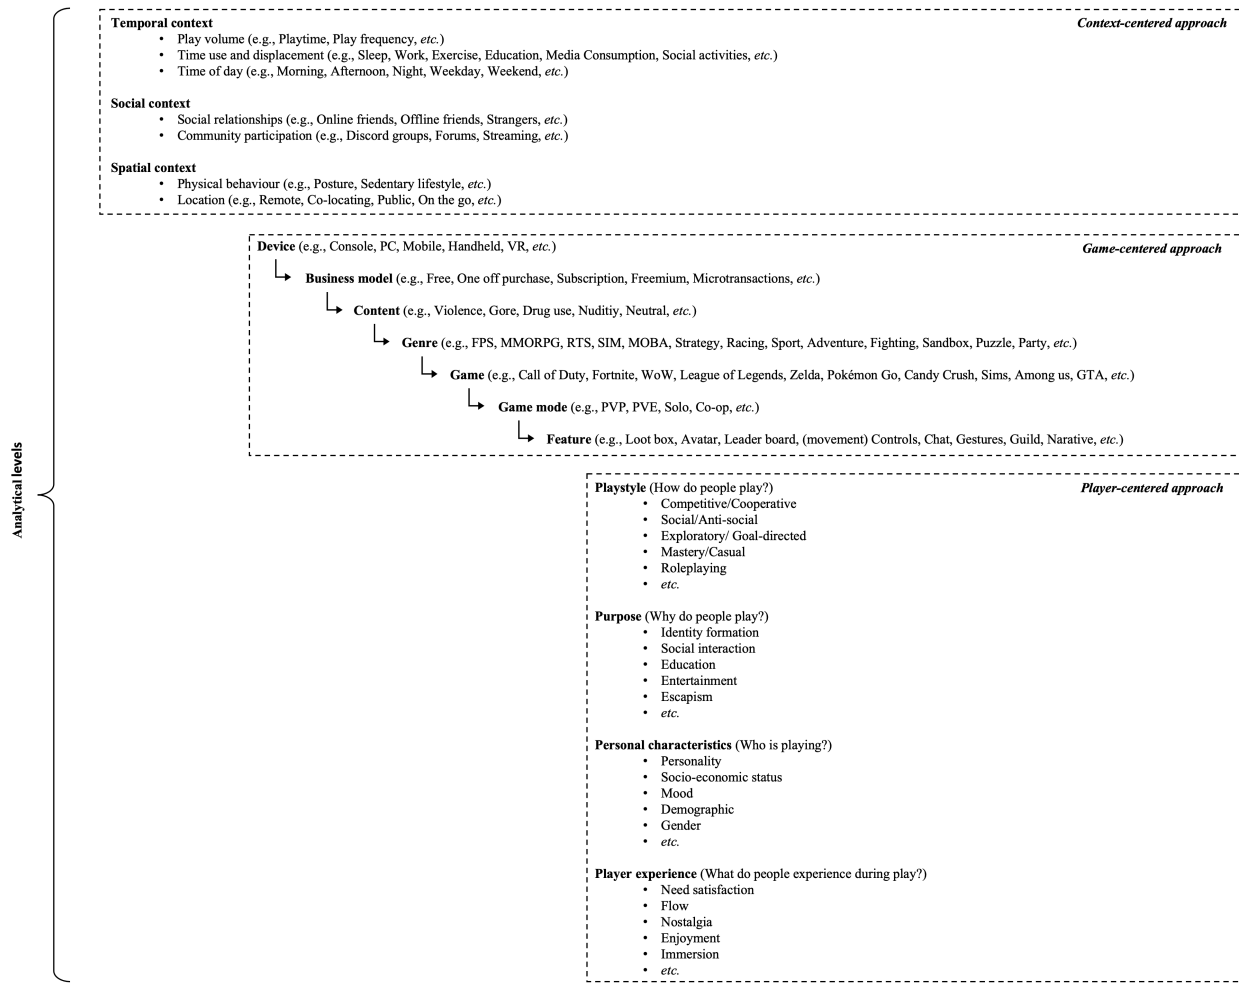 Temporal context
Context-centered approach
• Play volume (e.g., Playtime, Play frequency, etc.)
• Time use and displacement (e.g., Sleep, Work, Exercise, Education, Media Consumption, Social activities, etc.)
• Time of day (e.g., Morning, Afternoon, Night, Weekday, Weekend, etc.)
Social context
• Social relationships (e.g., Online friends, Offline friends, Strangers, etc.)
• Community participation (e.g., Discord groups, Forums, Streaming, etc.)
Spatial context
• Physical behaviour (e.g., Posture, Sedentary lifestyle, etc.)
• Location (e.g., Remote, Co-locating, Public, On the go, etc.)
Device (e.g., Console, PC, Mobile, Handheld, VR, etc.)
Game-centered approach
Business model (e.g., Free, One off purchase, Subscription, Freemium, Microtransactions, etc.)
Content (e.g., Violence, Gore, Drug use, Nuditiy, Neutral, etc.)
Genre (e.g., FPS, MMORPG, RTS, SIM, MOBA, Strategy, Racing, Sport, Adventure, Fighting, Sandbox, Puzzle, Party, etc.)
Game (e.g., Call of Duty, Fortnite, WoW, League of Legends, Zelda, Pokémon Go, Candy Crush, Sims, Among us, GTA, etc.)
Game mode (e.g., PVP, PVE, Solo, Co-op, etc.)
Feature (e.g., Loot box, Avatar, Leader board, (movement) Controls, Chat, Gestures, Guild, Narative, etc.)
Analytical levels
Playstyle (How do people play?)
Player-centered approach
• Competitive/Cooperative
• Social/Anti-social
• Exploratory/ Goal-directed
• Mastery/Casual
• Roleplaying
• etc.
Purpose (Why do people play?)
• Identity formation
• Social interaction
• Education
• Entertainment
• Escapism
• etc.
Personal characteristics (Who is playing?)
• Personality
• Socio-economic status
• Mood
• Demographic
• Gender
• etc.
Player experience (What do people experience during play?)
• Need satisfaction
• Flow
• Nostalgia
• Enjoyment
• Immersion
• etc.